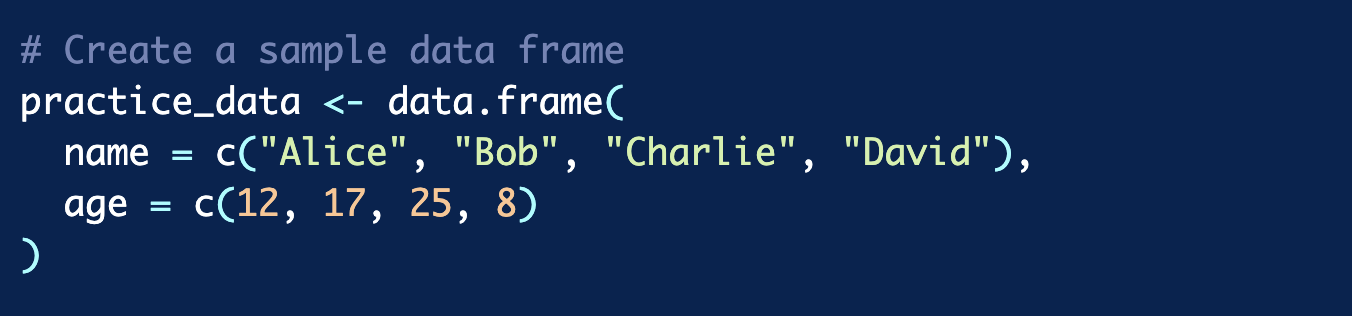 # Create a sample data frame
practice_data <- data.frame(
  name = c("Alice", "Bob", "Charlie", "David"),
  age = c(12, 17, 25, 8)
)